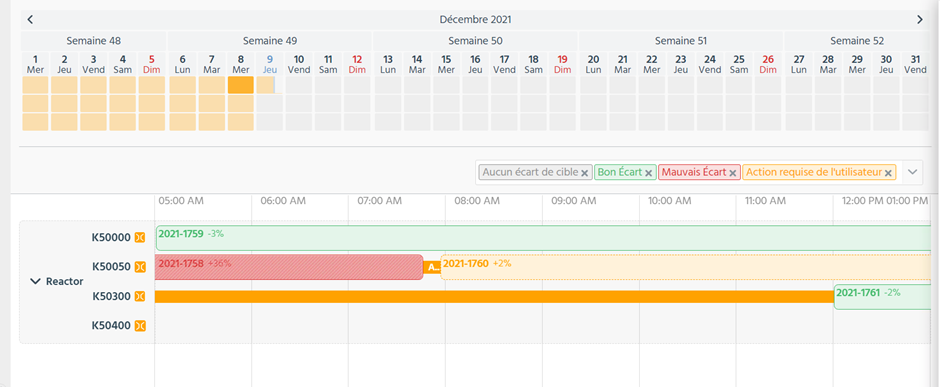 Décembre 2021
Semaine 48 Semaine 49 Semaine 50 Semaine 51 Semaine 52
1 2 3 4 5 6 7 8 9 10 11 12 13 14 15 16 17 18 19 20 21 22 23 24 25 26 27 28 29 30 31
Mer Jeu Vend Sam Dim Lun Mar Mer Jeu Vend Sam Dim Lun Mar Mer Jeu Vend Sam Dim Lun Mar Mer Jeu Vend Sam Dim Lun Mar Mer Jeu Vend
Aucun écart de cible Bon Écart Mauvais Écart Action requise de l'utilisateur
05:00 AM 06:00 AM 07:00 AM 08:00 AM 09:00 AM 10:00 AM 11:00 AM 12:00 PM 01:00 PM
K50000 2021-1759 -3%
K50050 2021-1758 +36% A... 2021-1760 +2%
Reactor
K50300 2021-1761 -2%
K50400